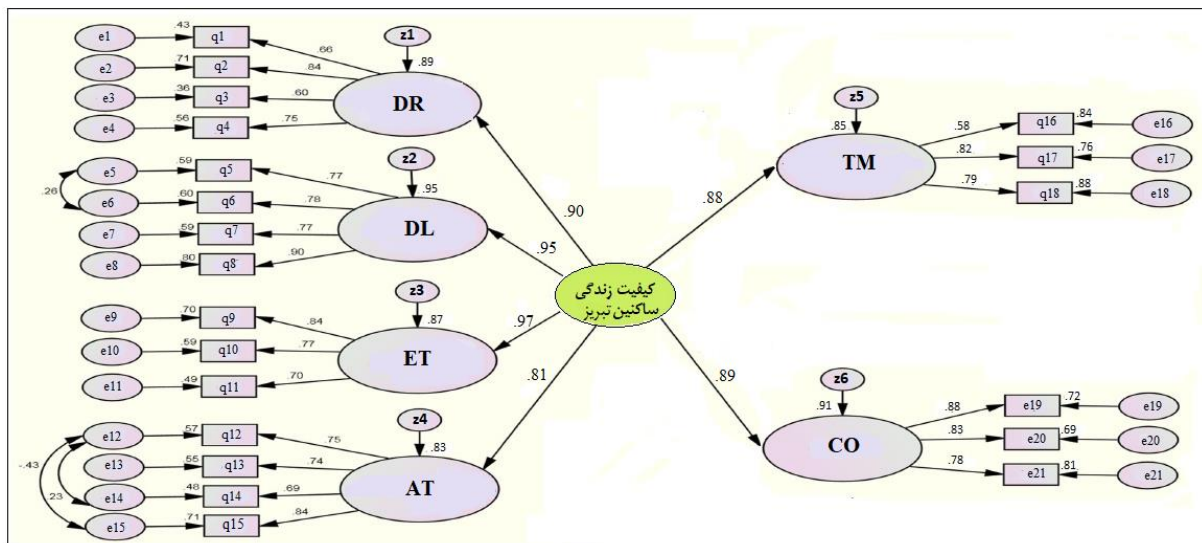 z1
e1 .43 q1 .66 .89
e2 .71 q2 .84 DR
e3 .36 q3 .60
e4 .56 q4 .75
z2
e5 .59 q5 .77 .95
.26
e6 .60 q6 .78 DL
e7 .59 q7 .77
e8 .80 q8 .90
z3
e9 .70 q9 .84 .87
e10 .59 q10 .77 ET
e11 .49 q11 .70
z4
e12 .57 q12 .75 .83
-.43
e13 .55 q13 .74 AT
.23
e14 .48 q14 .69
e15 .71 q15 .84
.90
.95
.97
.81
.88
.89
کیفیت زندگی
ساکنین تبریز
z5
.85 .58 q16 .84 e16
TM .82 q17 .76 e17
.79 q18 .88 e18
z6
.91 .88 e19 .72 e19
CO .83 e20 .69 e20
.78 e21 .81 e21